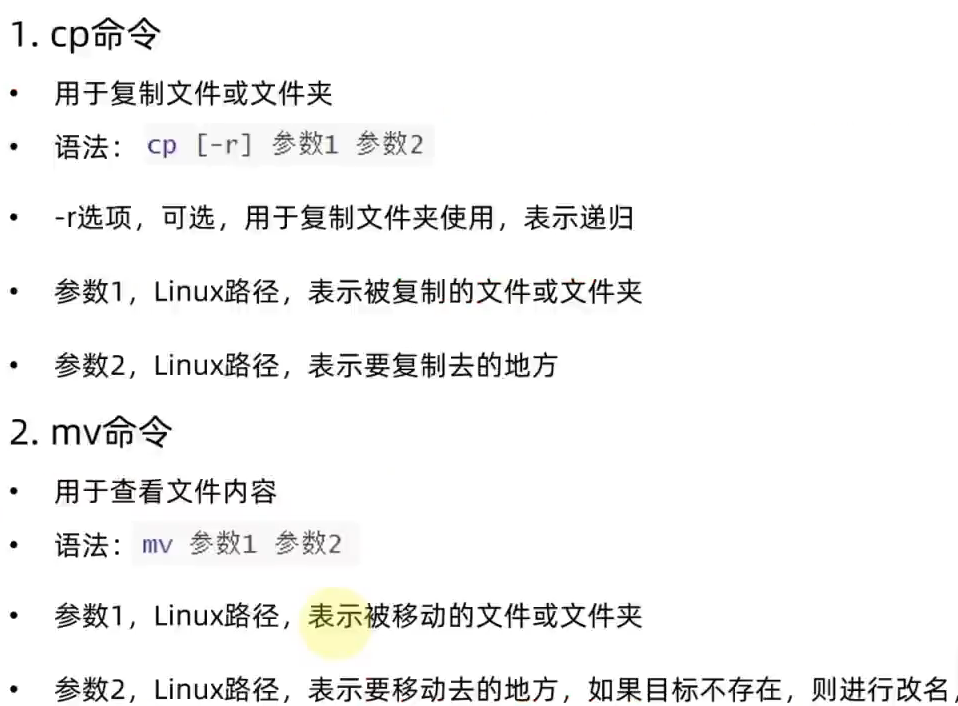 1. cp命令
• 用于复制文件或文件夹
• 语法： cp [-r] 参数1 参数2
• -r选项，可选，用于复制文件夹使用，表示递归
• 参数1，Linux路径，表示被复制的文件或文件夹
• 参数2，Linux路径，表示要复制去的地方
2. mv命令
• 用于查看文件内容
• 语法： mv 参数1 参数2
• 参数1，Linux路径，表示被移动的文件或文件夹
• 参数2，Linux路径，表示要移动去的地方，如果目标不存在，则进行改名，